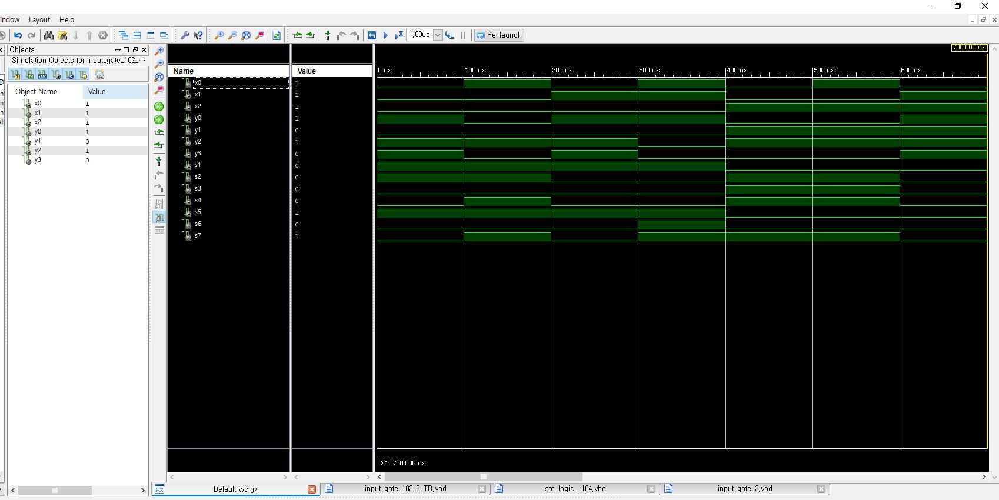 indow Layout Help
1,00us Re-launch
Objects
Simulation Objects for input_gate_102_...
Object Name Value
x0 1
x1 1
x2 1
y0 1
y1 0
y2 1
y3 0
Name Value
x0 1
x1 1
x2 1
y0 1
y1 0
y2 1
y3 0
s1 0
s2 0
s3 0
s4 0
s5 1
s6 0
s7 1
700,000 ns
0 ns 100 ns 200 ns 300 ns 400 ns 500 ns 600 ns
X1: 700,000 ns
Default,wcfg* input_gate_102_2_TB,vhd std_logic_1164,vhd input_gate_2,vhd